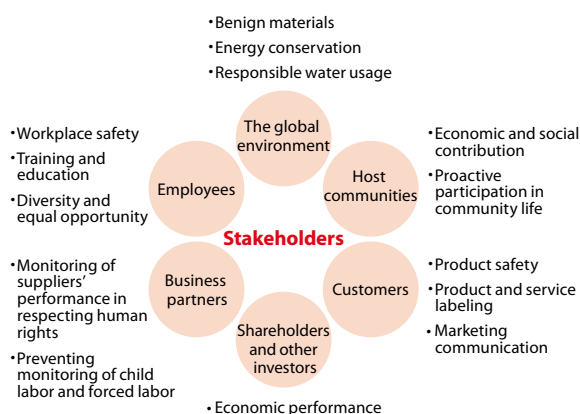 • Benign materials
• Energy conservation
• Responsible water usage
The global
environment
• Workplace safety
• Training and
education
• Diversity and
equal opportunity
Employees
Host
communities
• Economic and social
contribution
• Proactive
participation in
community life
Stakeholders
• Monitoring of
suppliers'
performance in
respecting human
rights
• Preventing
monitoring of child
labor and forced labor
Business
partners
Customers
• Product safety
• Product and service
labeling
• Marketing
communication
Shareholders
and other
investors
• Economic performance